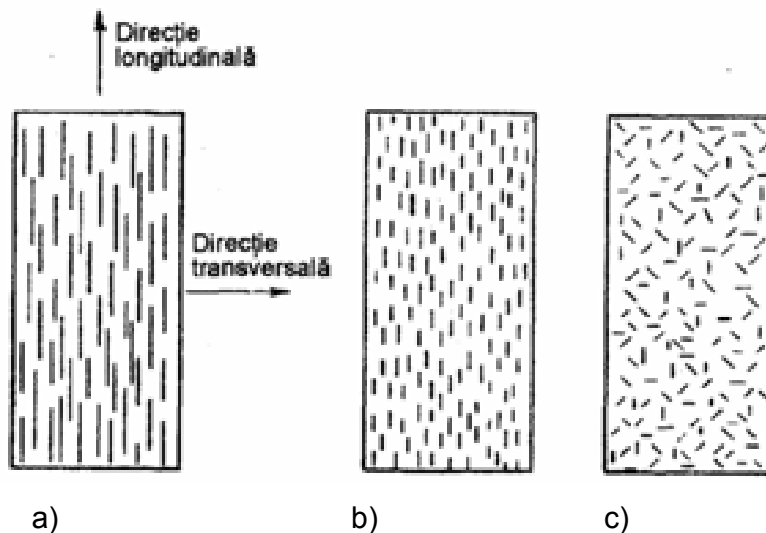 Direcție
longitudinală
Direcție
transversală
a)
b)
c)